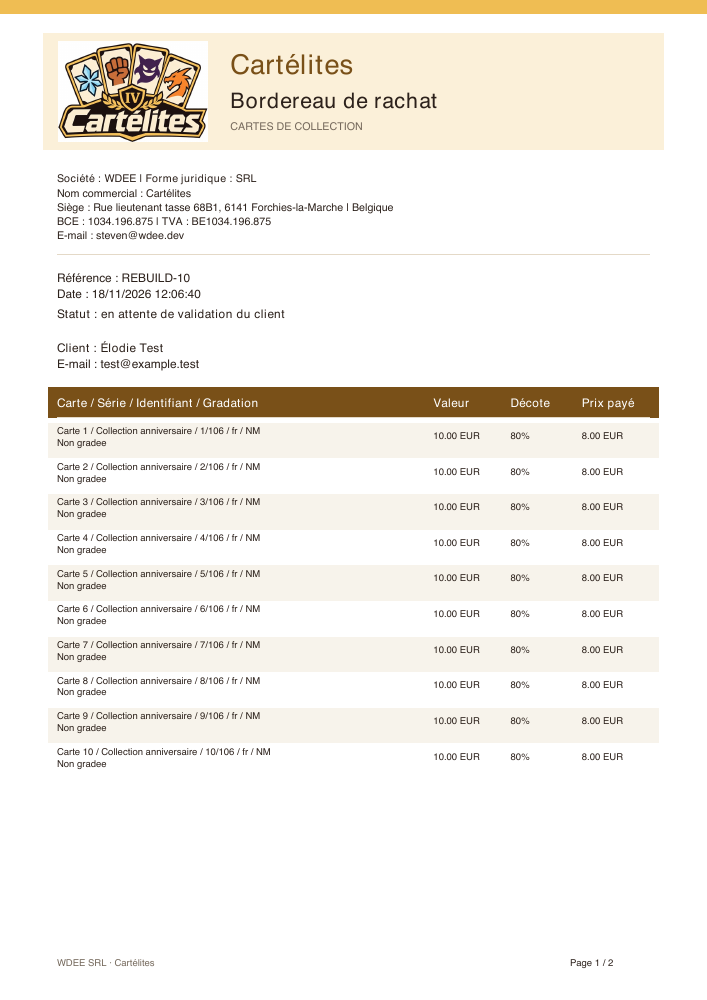 IV
Cartélites
Cartélites
Bordereau de rachat
CARTES DE COLLECTION
Société : WDEE | Forme juridique : SRL
Nom commercial : Cartélites
Siège : Rue lieutenant tasse 68B1, 6141 Forchies-la-Marche | Belgique
BCE : 1034.196.875 | TVA : BE1034.196.875
E-mail : steven@wdee.dev
Référence : REBUILD-10
Date : 18/11/2026 12:06:40
Statut : en attente de validation du client
Client : Élodie Test
E-mail : test@example.test
Carte / Série / Identifiant / Gradation Valeur Décote Prix payé
Carte 1 / Collection anniversaire / 1/106 / fr / NM
Non gradee 10.00 EUR 80% 8.00 EUR
Carte 2 / Collection anniversaire / 2/106 / fr / NM
Non gradee 10.00 EUR 80% 8.00 EUR
Carte 3 / Collection anniversaire / 3/106 / fr / NM
Non gradee 10.00 EUR 80% 8.00 EUR
Carte 4 / Collection anniversaire / 4/106 / fr / NM
Non gradee 10.00 EUR 80% 8.00 EUR
Carte 5 / Collection anniversaire / 5/106 / fr / NM
Non gradee 10.00 EUR 80% 8.00 EUR
Carte 6 / Collection anniversaire / 6/106 / fr / NM
Non gradee 10.00 EUR 80% 8.00 EUR
Carte 7 / Collection anniversaire / 7/106 / fr / NM
Non gradee 10.00 EUR 80% 8.00 EUR
Carte 8 / Collection anniversaire / 8/106 / fr / NM
Non gradee 10.00 EUR 80% 8.00 EUR
Carte 9 / Collection anniversaire / 9/106 / fr / NM
Non gradee 10.00 EUR 80% 8.00 EUR
Carte 10 / Collection anniversaire / 10/106 / fr / NM
Non gradee 10.00 EUR 80% 8.00 EUR
WDEE SRL · Cartélites Page 1 / 2